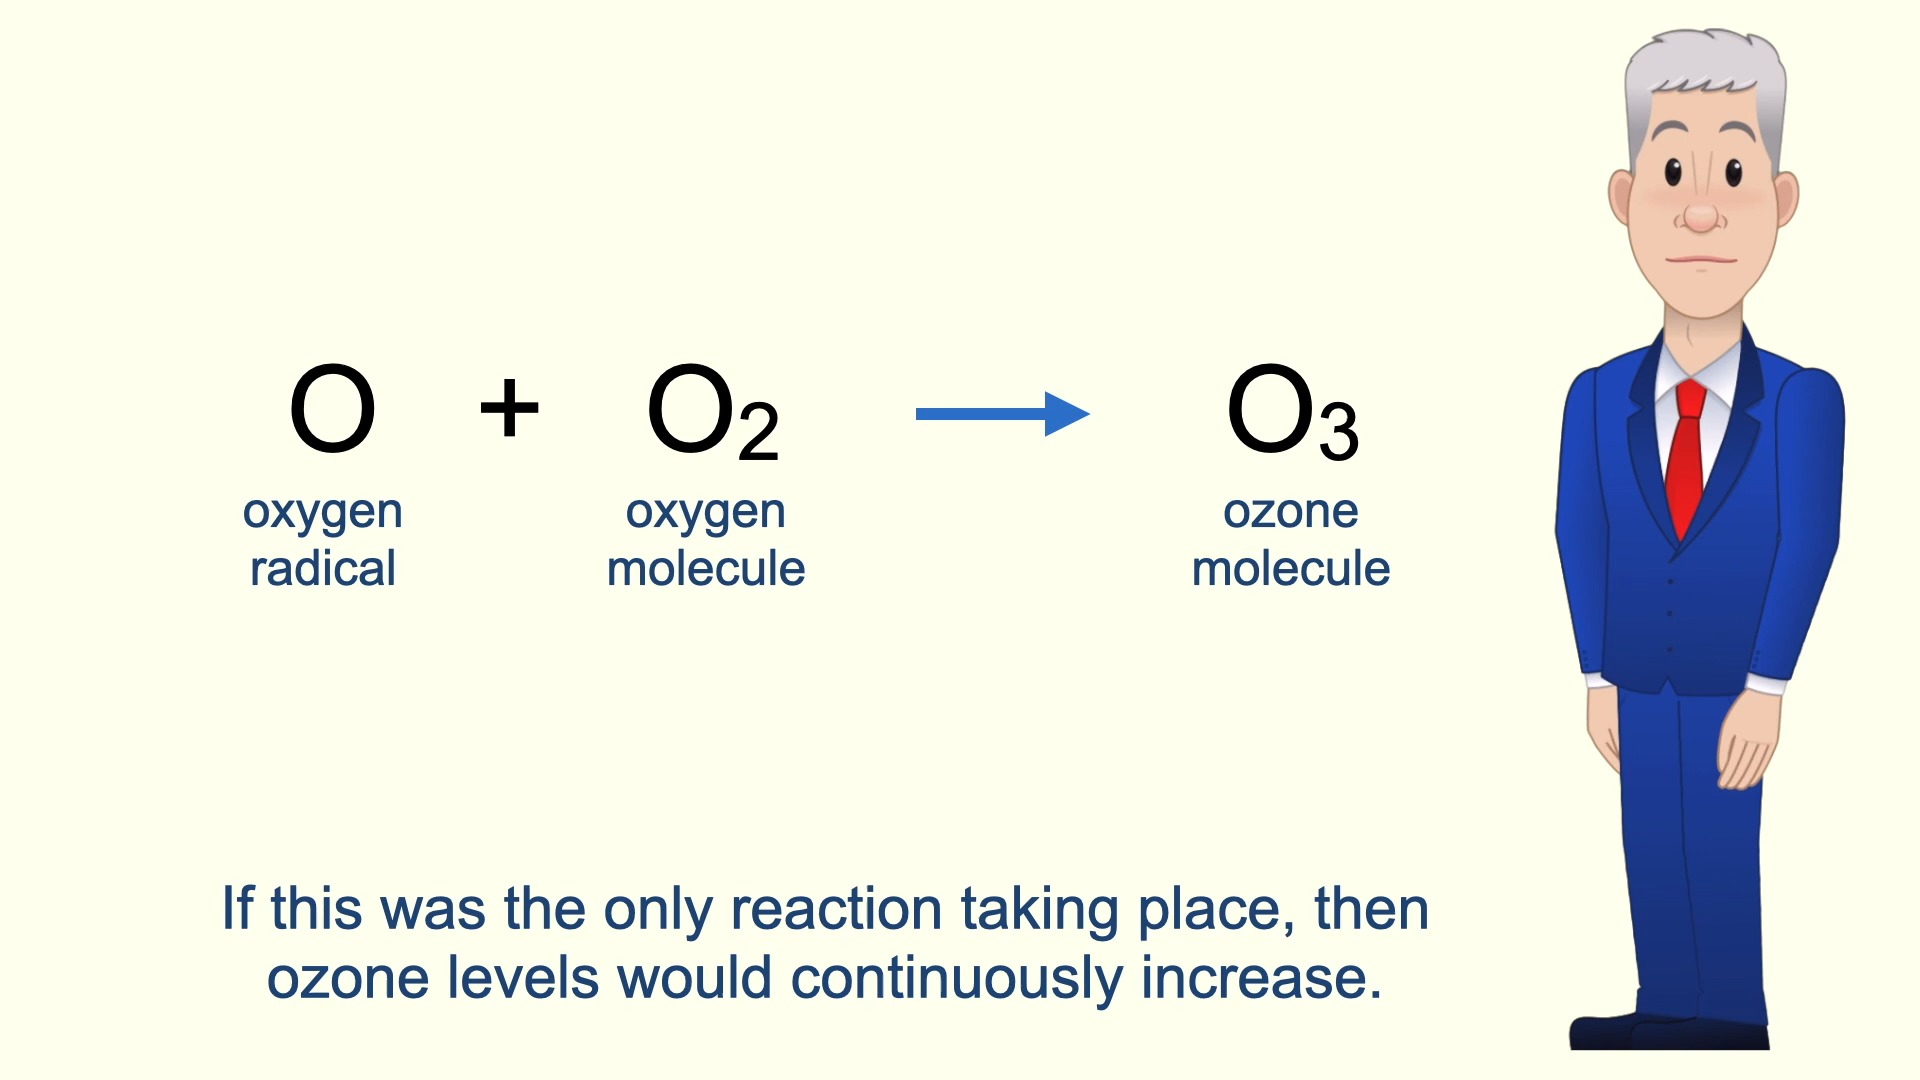 O + O₂ → O₃
oxygen radical oxygen molecule ozone molecule
If this was the only reaction taking place, then
ozone levels would continuously increase.